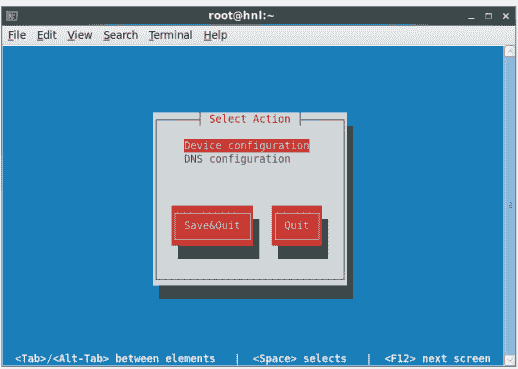 root@hnl:~
File Edit View Search Terminal Help
Select Action
Device configuration
DNS configuration
Save&Quit Quit
<Tab>/<Alt-Tab> between elements | <Space> selects | <F12> next screen